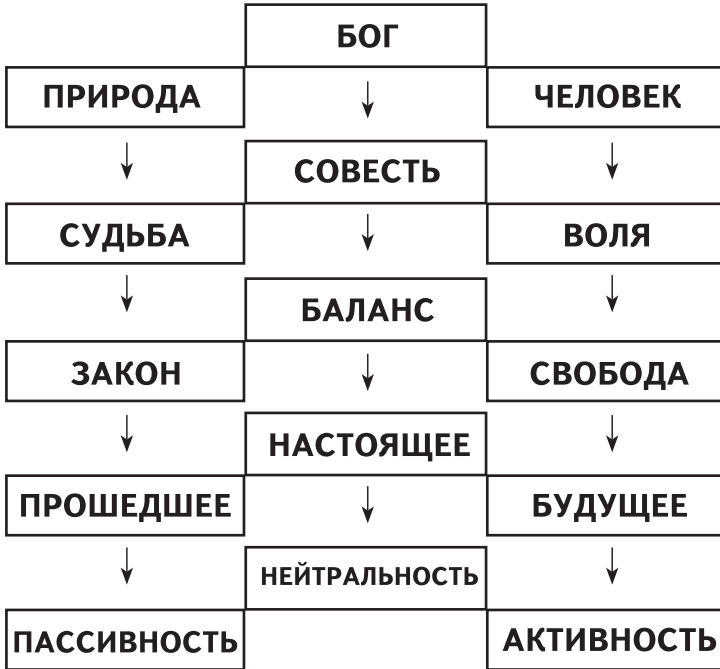 БОГ
ПРИРОДА
ЧЕЛОВЕК
СОВЕСТЬ
СУДЬБА
ВОЛЯ
БАЛАНС
ЗАКОН
СВОБОДА
НАСТОЯЩЕЕ
ПРОШЕДШЕЕ
БУДУЩЕЕ
НЕЙТРАЛЬНОСТЬ
ПАССИВНОСТЬ
АКТИВНОСТЬ